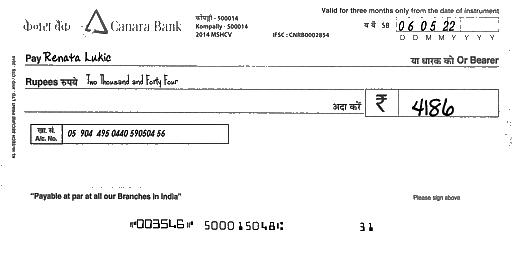 केनरा बैंक Canara Bank
कोंपल्ली - 500014
Kompally - 500014
2014 MSHCV
IFSC : CNRB0002854
Valid for three months only from the date of instrument
SB 0 6 0 5 22
D D M M Y Y Y Y
Pay Renata Lukic या धारक को Or Bearer
Rupees रुपये Two Thousand and Forty Four
अदा करें ₹ 4186
खा. सं.
A/c. No. 05 904 495 0440 590504 56
"Payable at par at all our Branches in India"
Please sign above
⑈003546⑈ 500015048⑆ 31